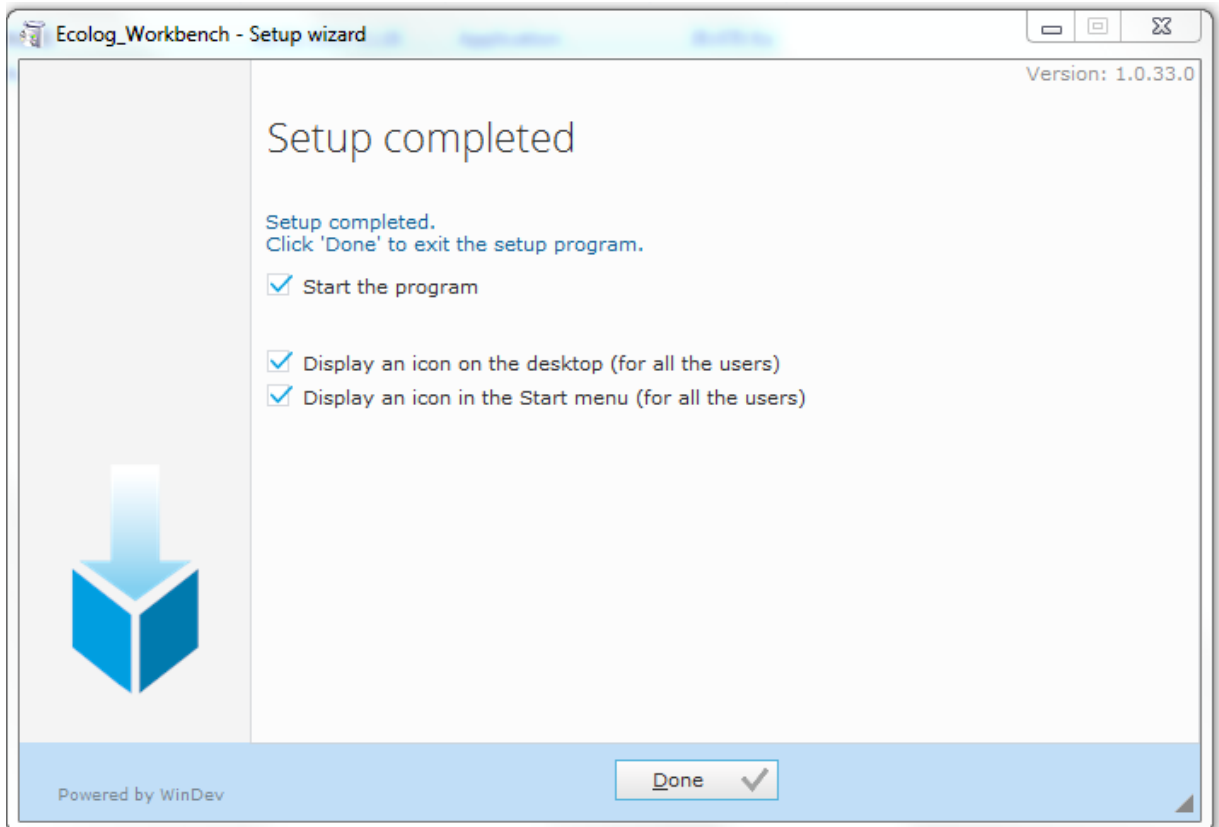 Ecolog_Workbench - Setup wizard
Version: 1.0.33.0
Setup completed
Setup completed.
Click 'Done' to exit the setup program.
Start the program
Display an icon on the desktop (for all the users)
Display an icon in the Start menu (for all the users)
Done
Powered by WinDev